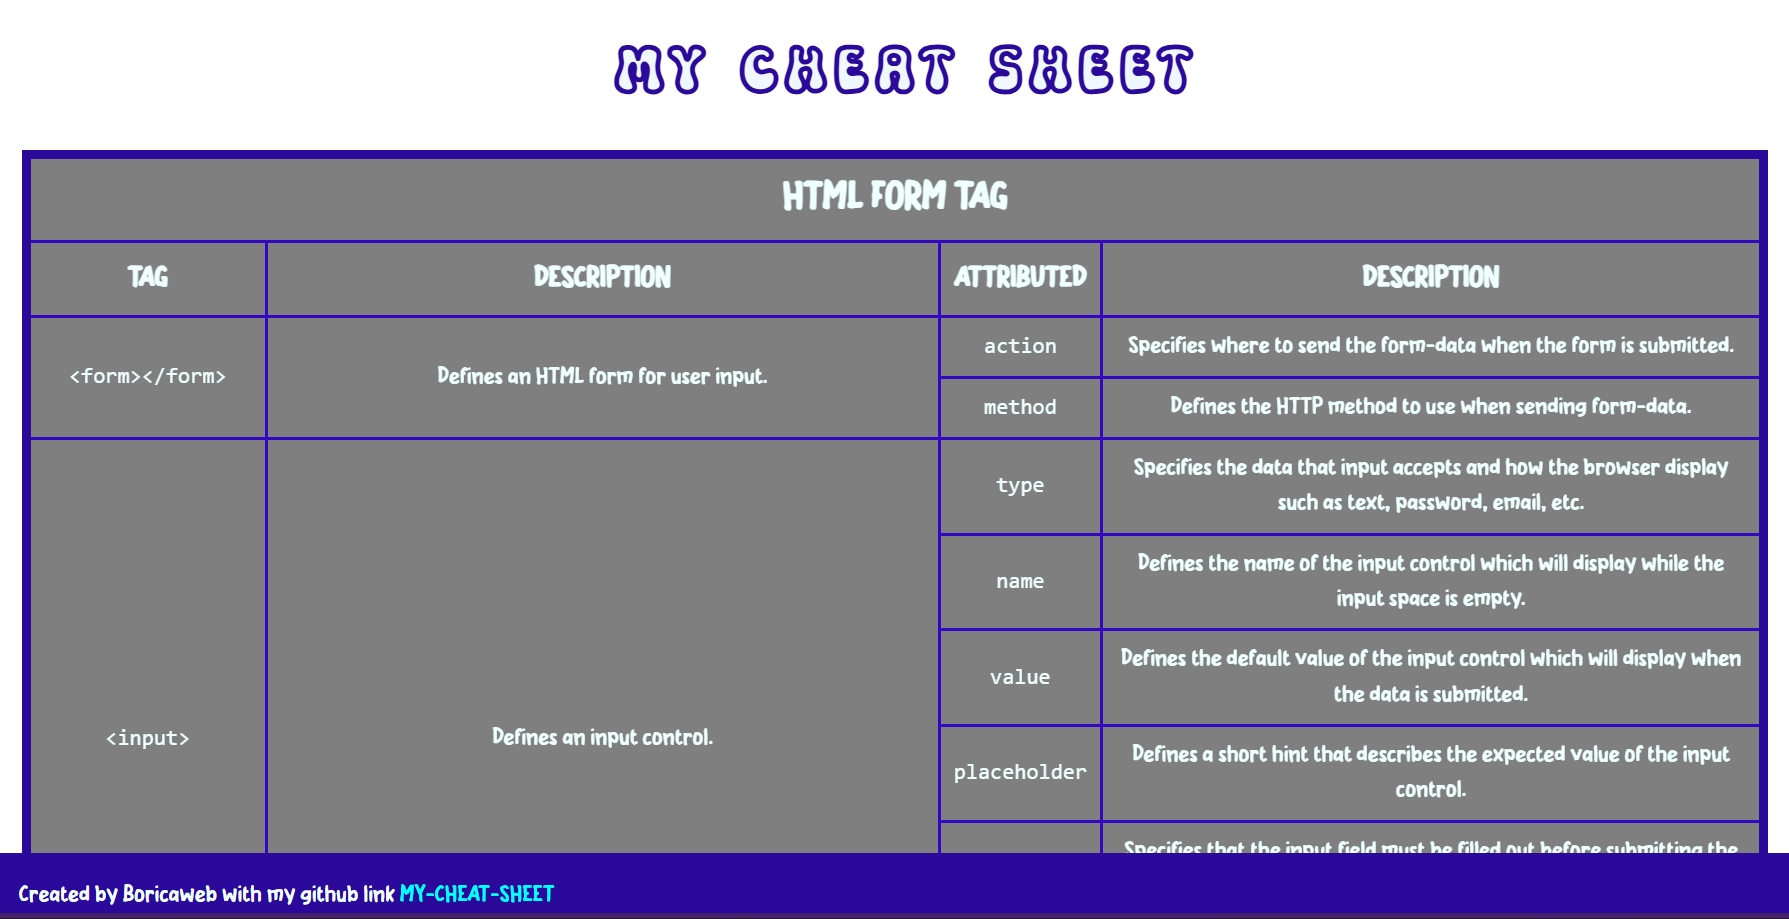 MY CHEAT SHEET
HTML FORM TAG
TAG
DESCRIPTION
ATTRIBUTED
DESCRIPTION
<form></form>
Defines an HTML form for user input.
action
Specifies where to send the form-data when the form is submitted.
method
Defines the HTTP method to use when sending form-data.
<input>
Defines an input control.
type
Specifies the data that input accepts and how the browser display
such as text, password, email, etc.
name
Defines the name of the input control which will display while the
input space is empty.
value
Defines the default value of the input control which will display when
the data is submitted.
placeholder
Defines a short hint that describes the expected value of the input
control.
Specifies that the input field must be filled out before submitting the
Created by Boricaweb with my github link MY-CHEAT-SHEET